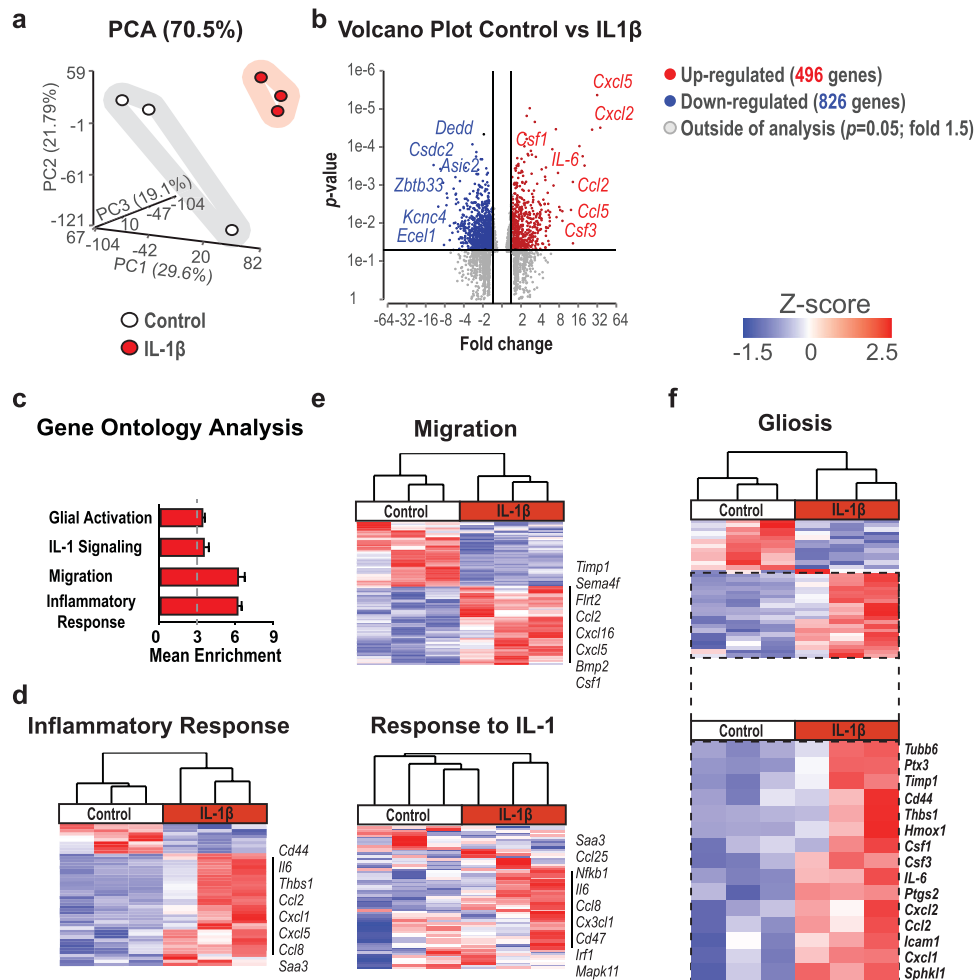 a
PCA (70.5%)
59
-1
-61
-121
PC2 (21.79%)
PC3 (19.1%)
-104
-47
10
67
-104
-42
20
82
PC1 (29.6%)
Control
IL-1β
b
Volcano Plot Control vs IL1β
1e-6
1e-5
1e-4
1e-3
1e-2
1e-1
1
p-value
Cxcl5
Cxcl2
Dedd
Csf1
Csdc2
Asic2
IL-6
Zbtb33
Ccl2
Kcnc4
Ccl5
Ecel1
Csf3
-64 -32 -16 -8 -4 -2 2 4 8 16 32 64
Fold change
Up-regulated (496 genes)
Down-regulated (826 genes)
Outside of analysis (p=0.05; fold 1.5)
Z-score
-1.5 0 2.5
c
Gene Ontology Analysis
Glial Activation
IL-1 Signaling
Migration
Inflammatory
Response
0 3 6 9
Mean Enrichment
d
Inflammatory Response
Control IL-1β
Cd44
Il6
Thbs1
Ccl2
Cxcl1
Cxcl5
Ccl8
Saa3
Response to IL-1
Control IL-1β
Saa3
Ccl25
Nfkb1
Il6
Ccl8
Cx3cl1
Cd47
Irf1
Mapk11
e
Migration
Control IL-1β
Timp1
Sema4f
Flrt2
Ccl2
Cxcl16
Cxcl5
Bmp2
Csf1
f
Gliosis
Control IL-1β
Control IL-1β
Tubb6
Ptx3
Timp1
Cd44
Thbs1
Hmox1
Csf1
Csf3
IL-6
Ptgs2
Cxcl2
Ccl2
Icam1
Cxcl1
Sphkl1